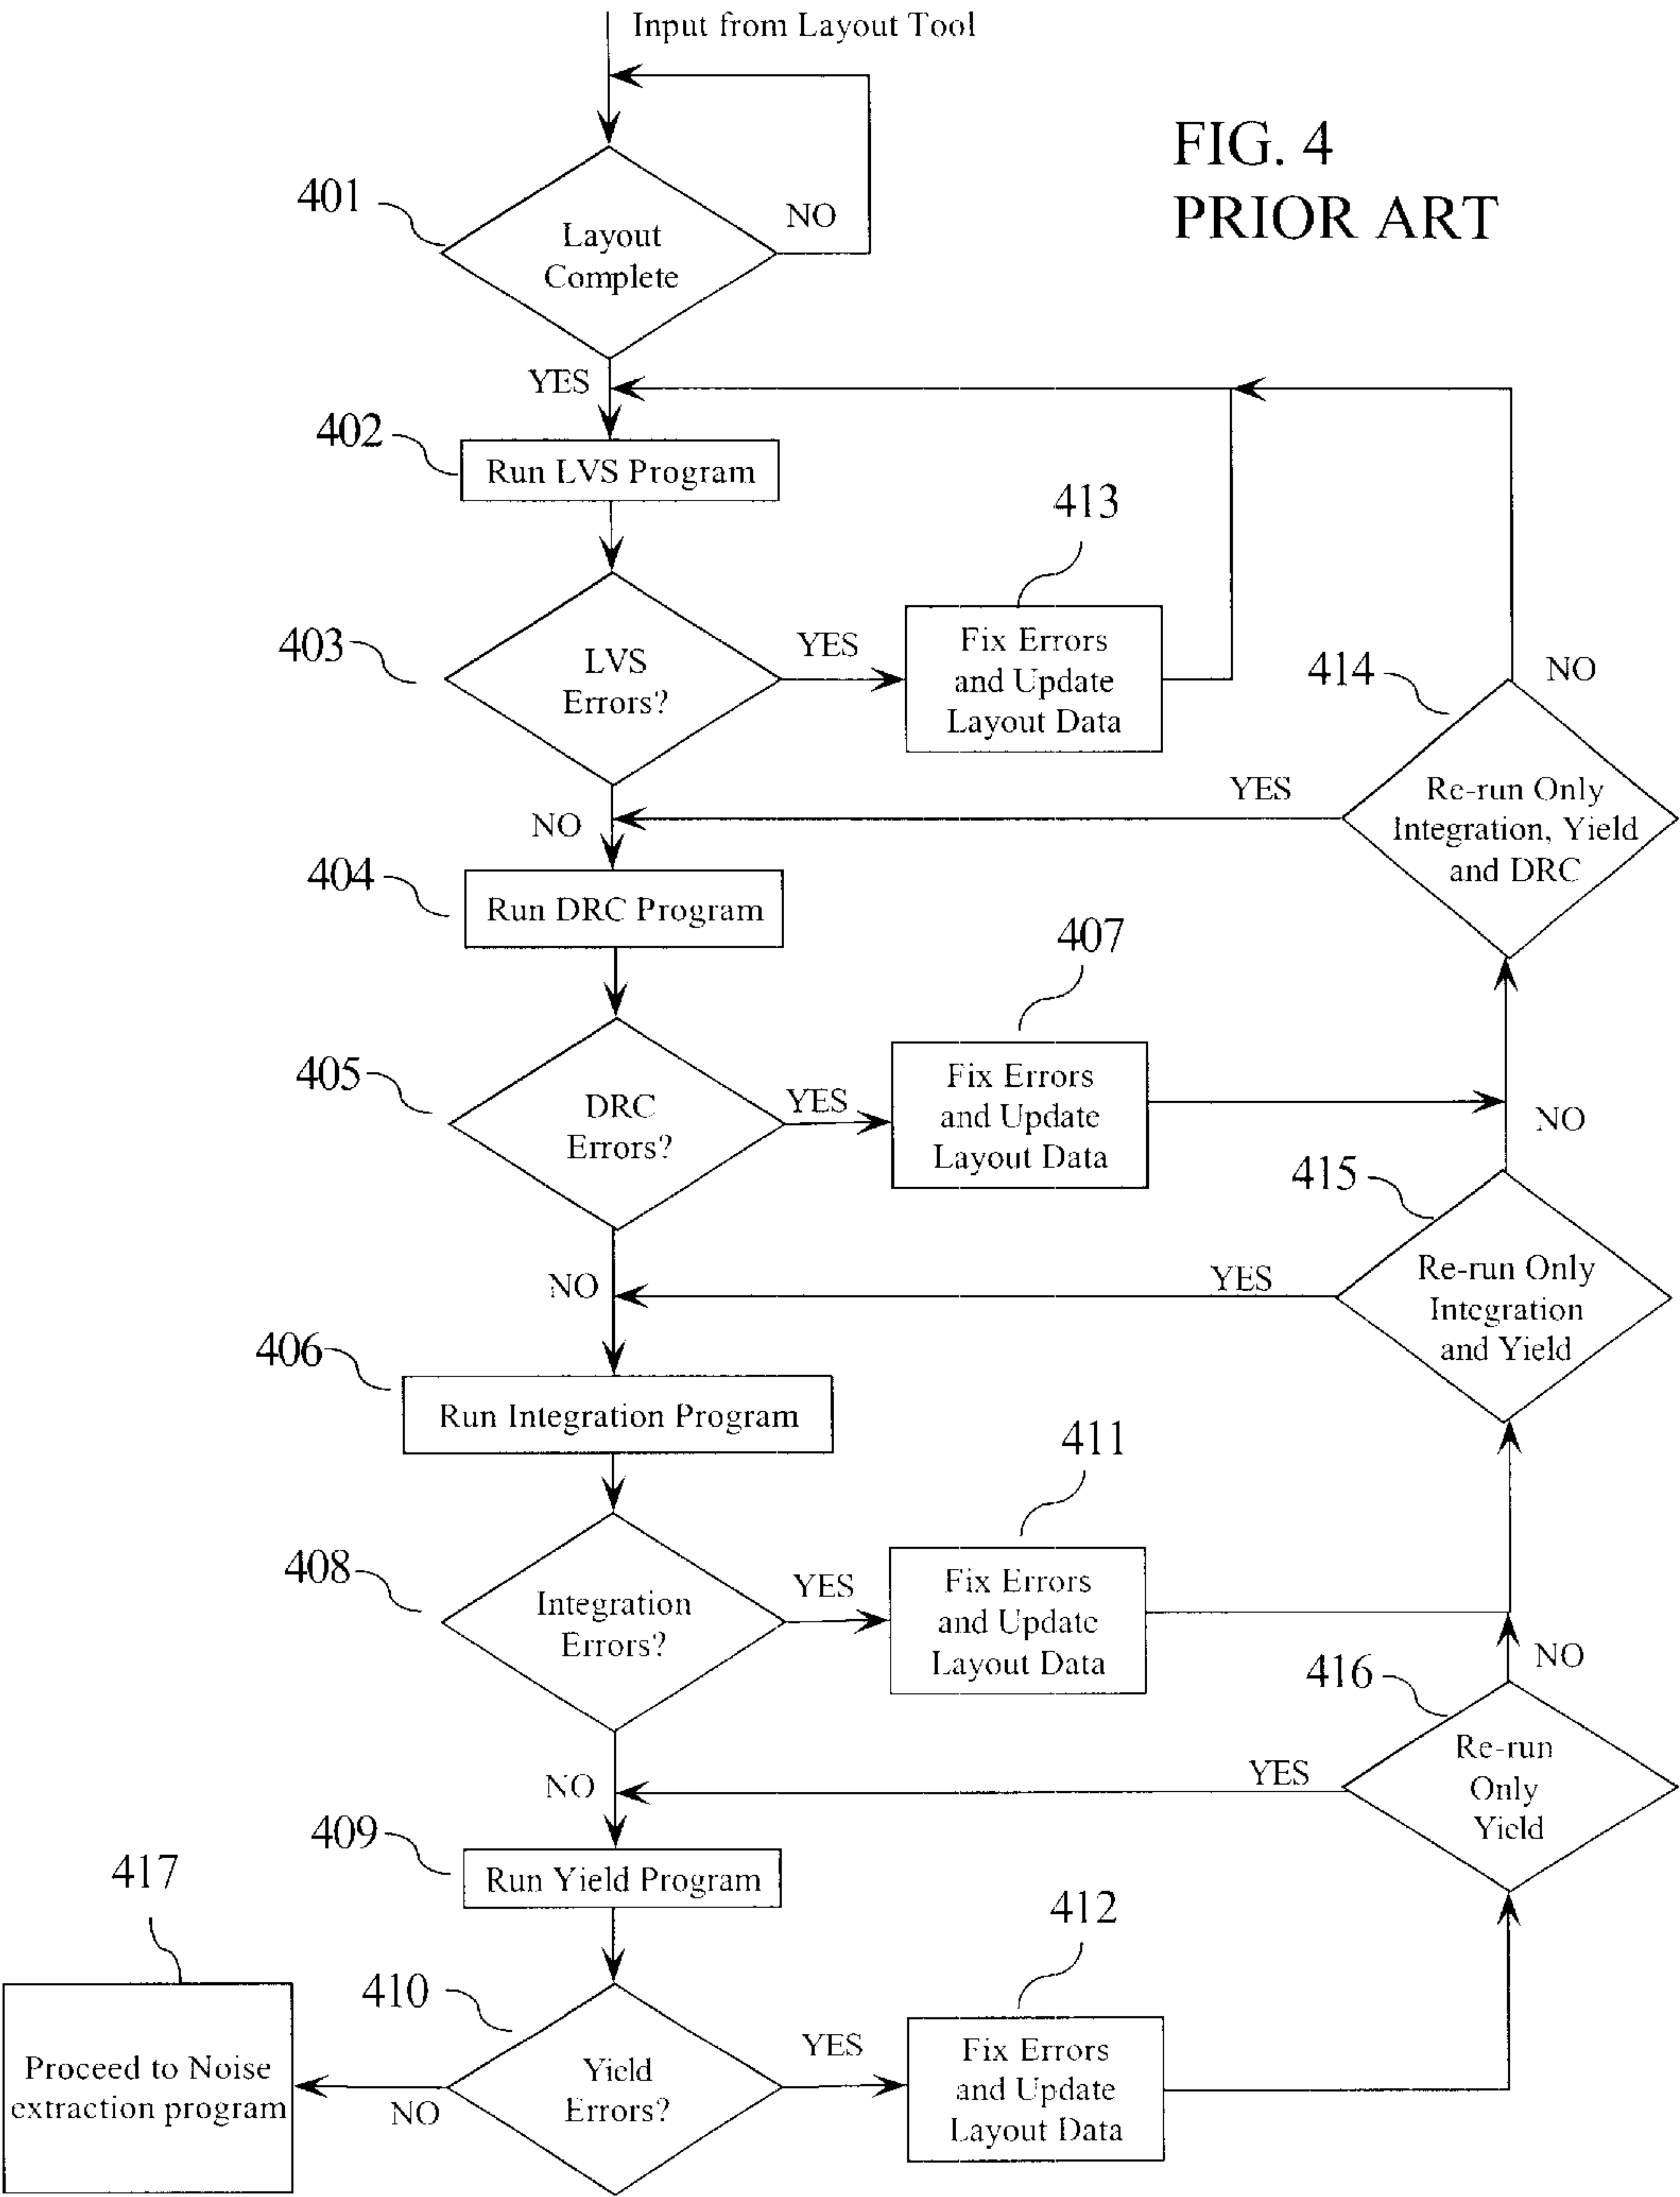 Input from Layout Tool
FIG. 4
PRIOR ART
401
Layout
Complete
NO
YES
402
Run LVS Program
413
403
LVS
Errors?
YES
Fix Errors
and Update
Layout Data
414
NO
Re-run Only
Integration, Yield
and DRC
YES
NO
404
Run DRC Program
407
405
DRC
Errors?
YES
Fix Errors
and Update
Layout Data
NO
415
Re-run Only
Integration
and Yield
YES
NO
406
Run Integration Program
411
408
Integration
Errors?
YES
Fix Errors
and Update
Layout Data
NO
416
Re-run
Only
Yield
YES
NO
409
Run Yield Program
417
412
410
Yield
Errors?
YES
Fix Errors
and Update
Layout Data
NO
Proceed to Noise
extraction program